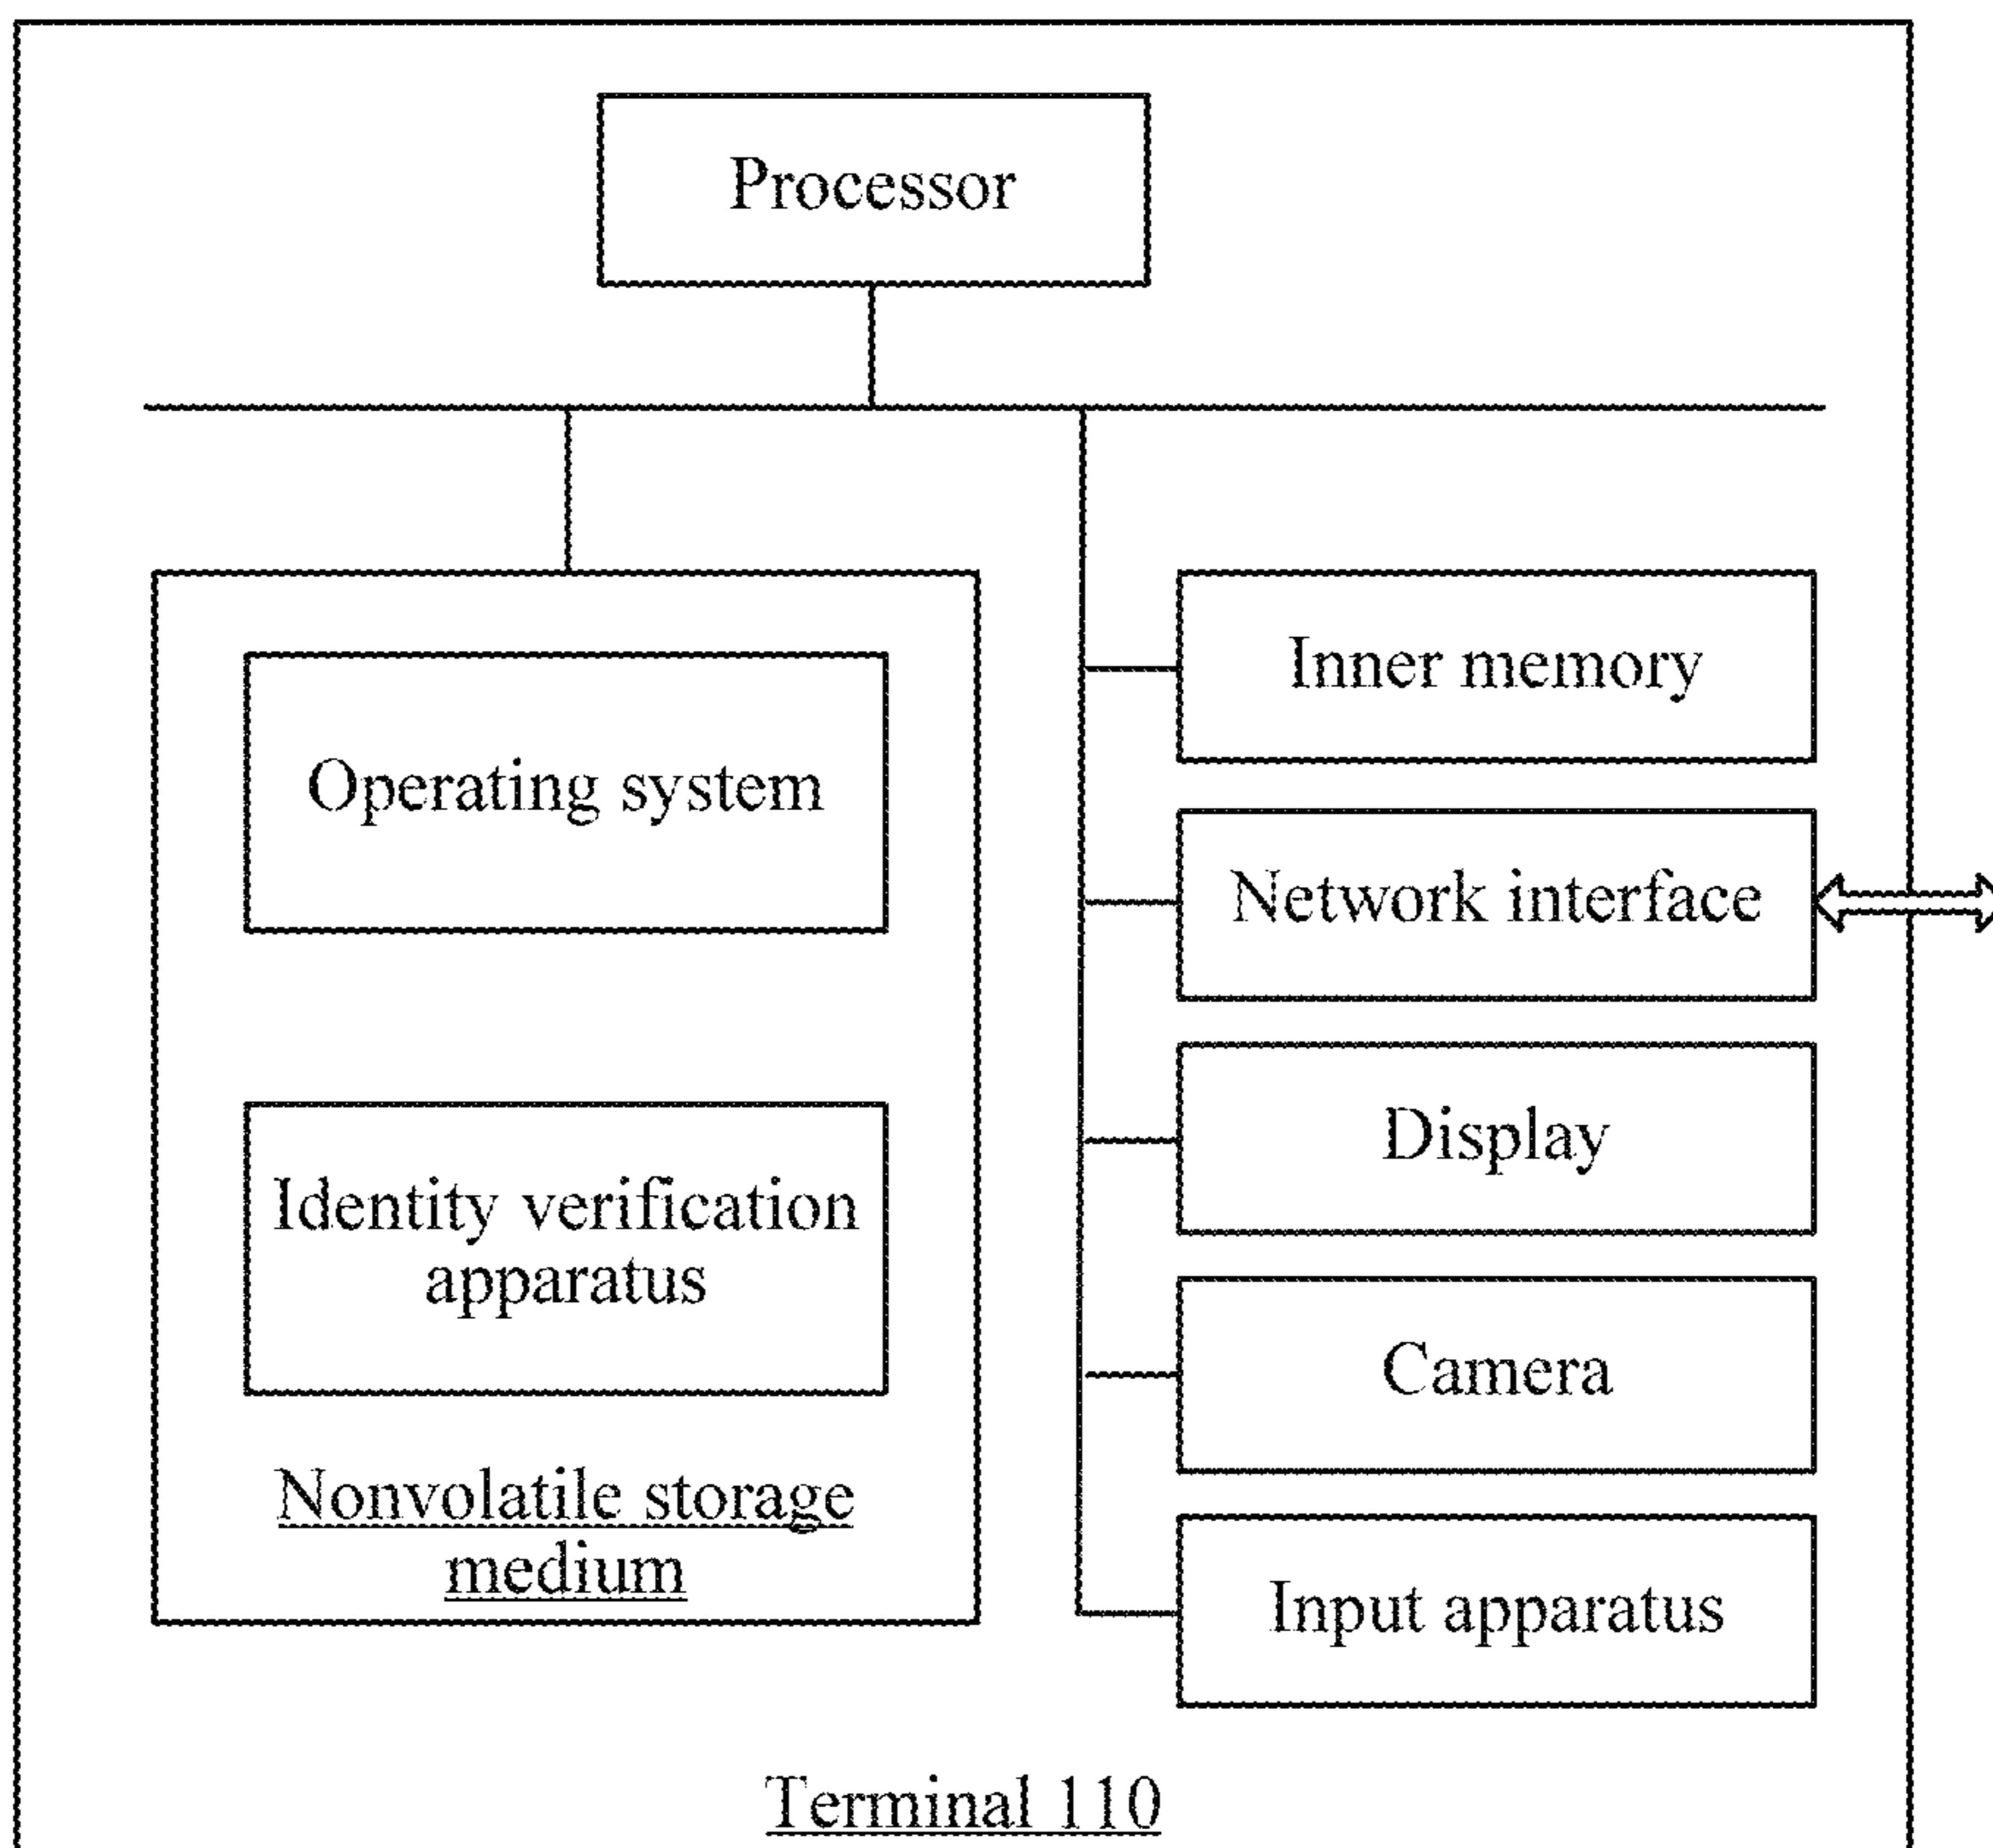 Processor
Operating system
Identity verification
apparatus
Nonvolatile storage
medium
Inner memory
Network interface
Display
Camera
Input apparatus
Terminal 110